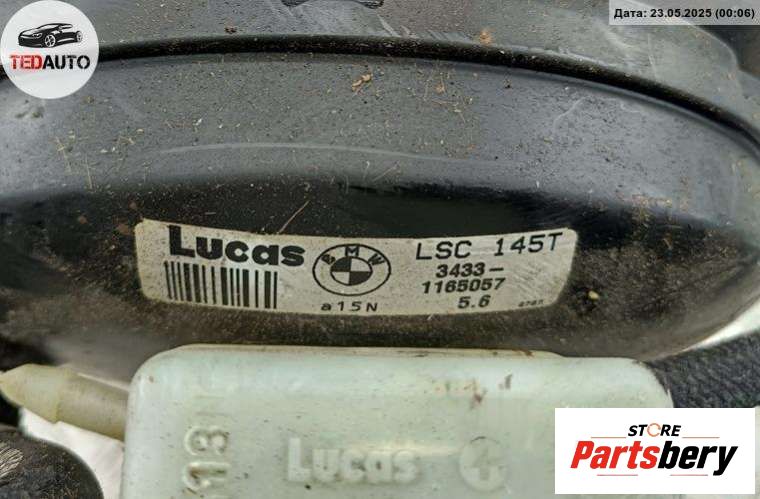 TEDAUTO
Дата: 23.05.2025 (00:06)
Lucas
BMW
LSC 145T
3433-
1165057
a15N
5.6
Lucas
STORE
Partsbery